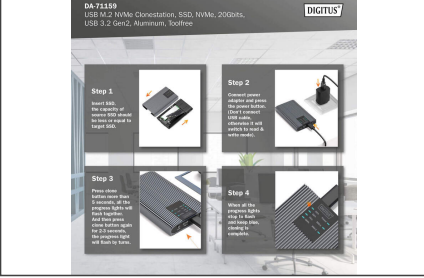 DA-71159
USB M.2 NVMe Clonestation, SSD, NVMe, 20Gbits,
USB 3.2 Gen2, Aluminum, Toolfree
DIGITUS®
Step 1
Insert SSD,
the capacity of
source SSD should
be less or equal to
target SSD.
Step 2
Connect power
adapter and press
the power button.
(Don't connect
USB cable,
otherwise it will
switch to read &
write mode).
Step 3
Press clone
button more than
5 seconds, all the
progress lights will
flash together.
And then press
clone button again
for 2-3 seconds,
the progress light
will flash by turns.
Step 4
When all the
progress lights
stop to flash
and keep blue,
cloning is
complete.